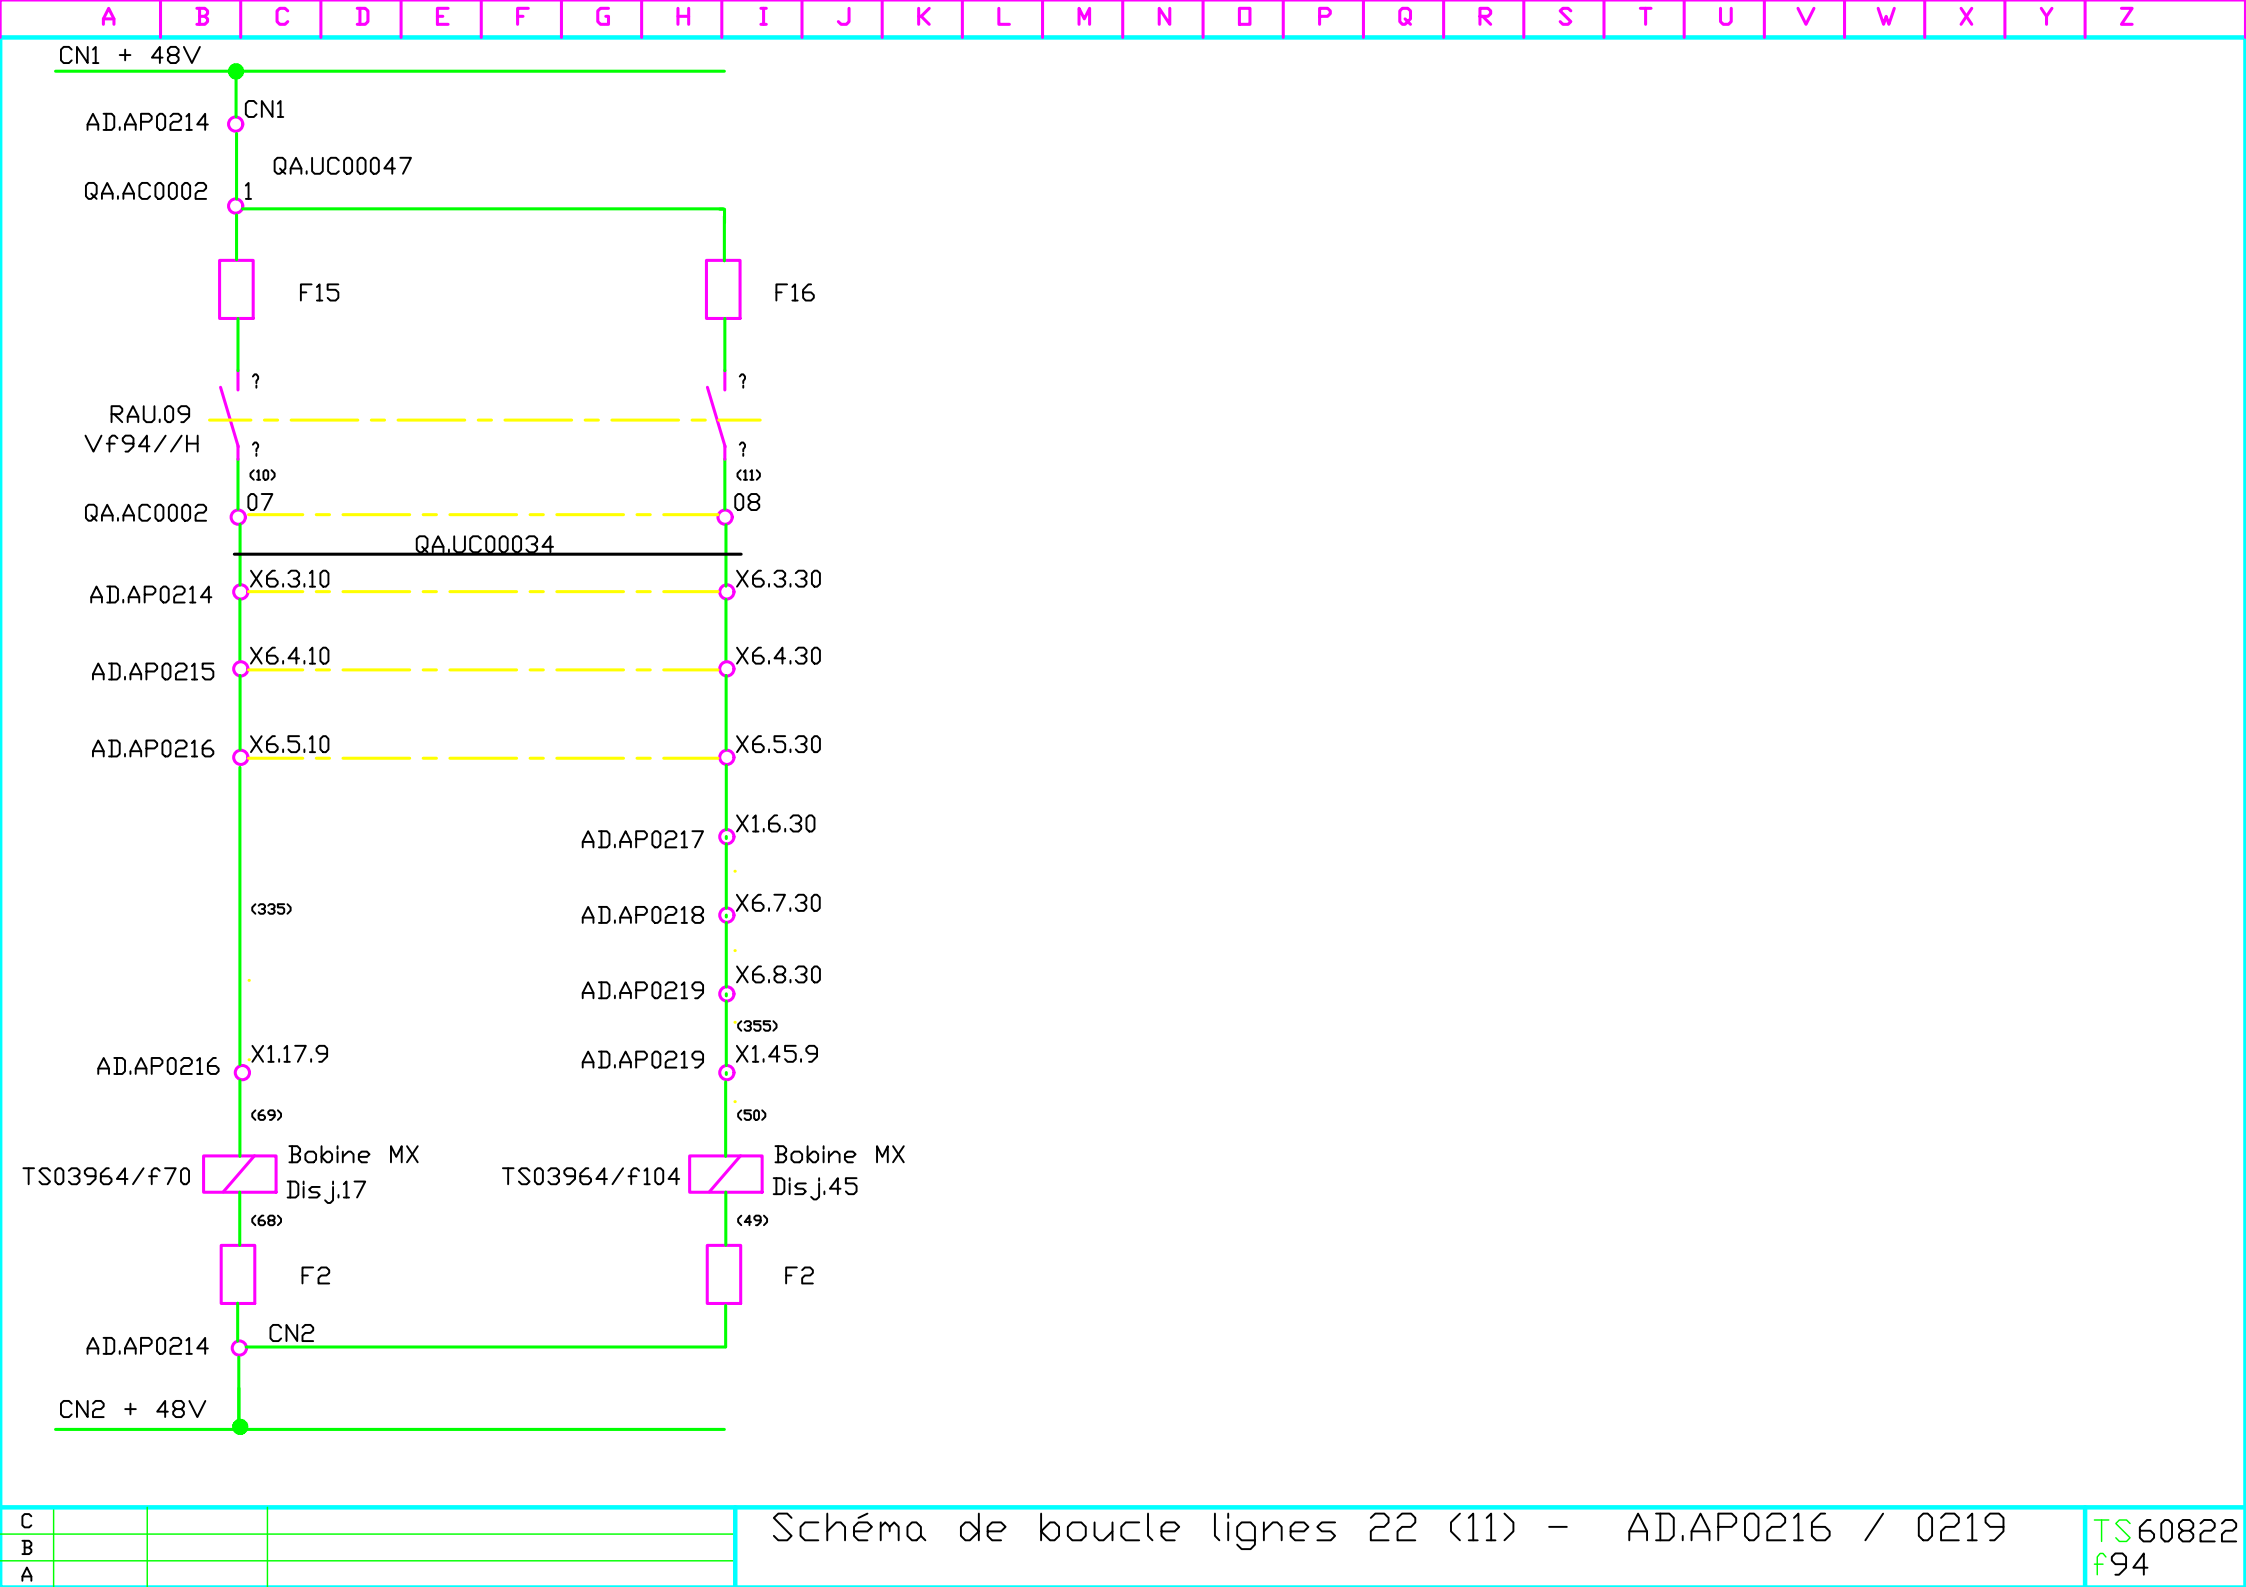 A B C D E F G H I J K L M N O P Q R S T U V W X Y Z
CN1 + 48V
CN1
AD.AP0214
QA.UC00047
QA.AC0002 1
F15 F16
? ?
RAU.09
Vf94//H
? ?
(10) (11)
07 08
QA.AC0002
QA.UC00034
X6.3.10 X6.3.30
AD.AP0214
X6.4.10 X6.4.30
AD.AP0215
X6.5.10 X6.5.30
AD.AP0216
X1.6.30
AD.AP0217
(335) X6.7.30
AD.AP0218
X6.8.30
AD.AP0219
(355)
X1.17.9 X1.45.9
AD.AP0216 AD.AP0219
(69) (50)
Bobine MX Bobine MX
TS03964/f70 TS03964/f104
Disj.17 Disj.45
(68) (49)
F2 F2
CN2
AD.AP0214
CN2 + 48V
C
B
A
Schéma de boucle lignes 22 (11) - AD.AP0216 / 0219
TS60822
f94